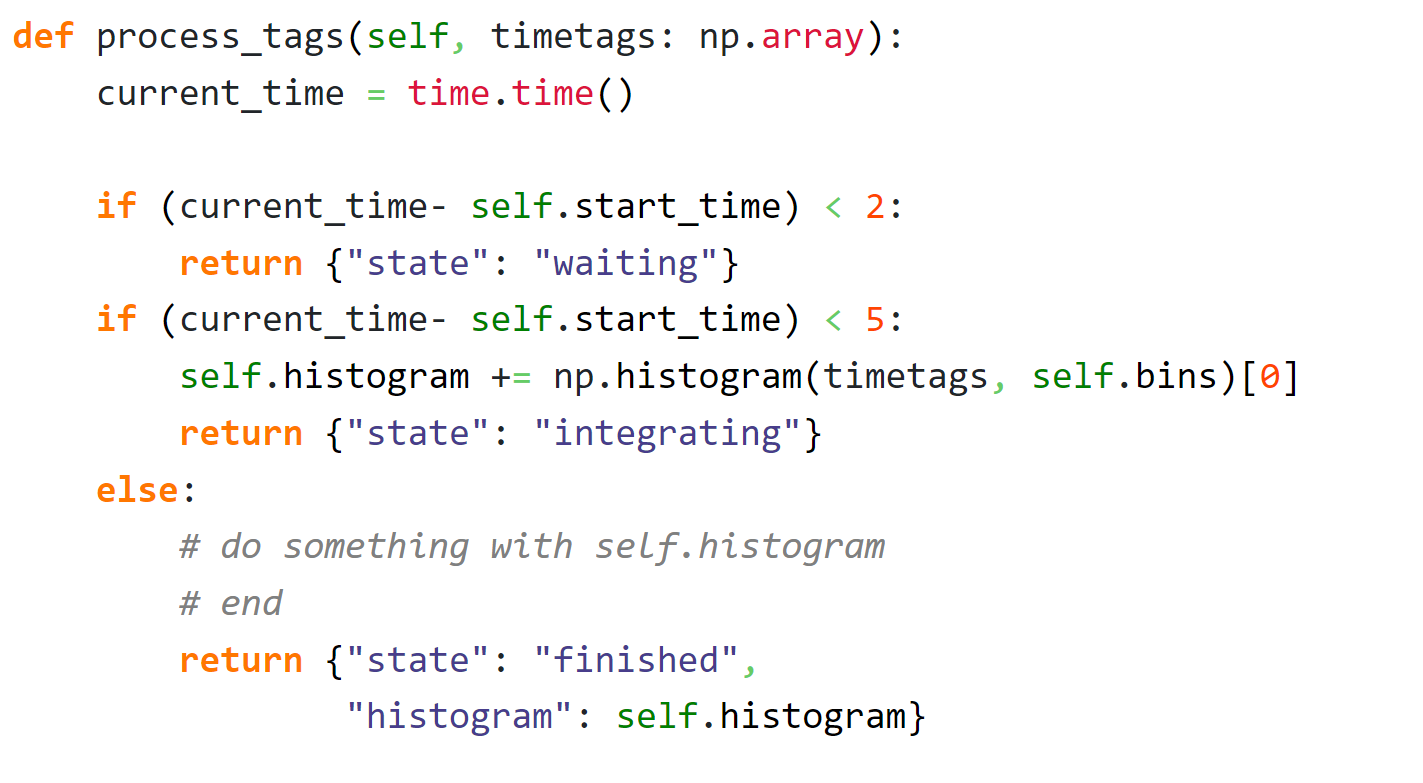 def process_tags(self, timetags: np.array):
    current_time = time.time()

    if (current_time- self.start_time) < 2:
        return {"state": "waiting"}
    if (current_time- self.start_time) < 5:
        self.histogram += np.histogram(timetags, self.bins)[0]
        return {"state": "integrating"}
    else:
        # do something with self.histogram
        # end
        return {"state": "finished",
                "histogram": self.histogram}